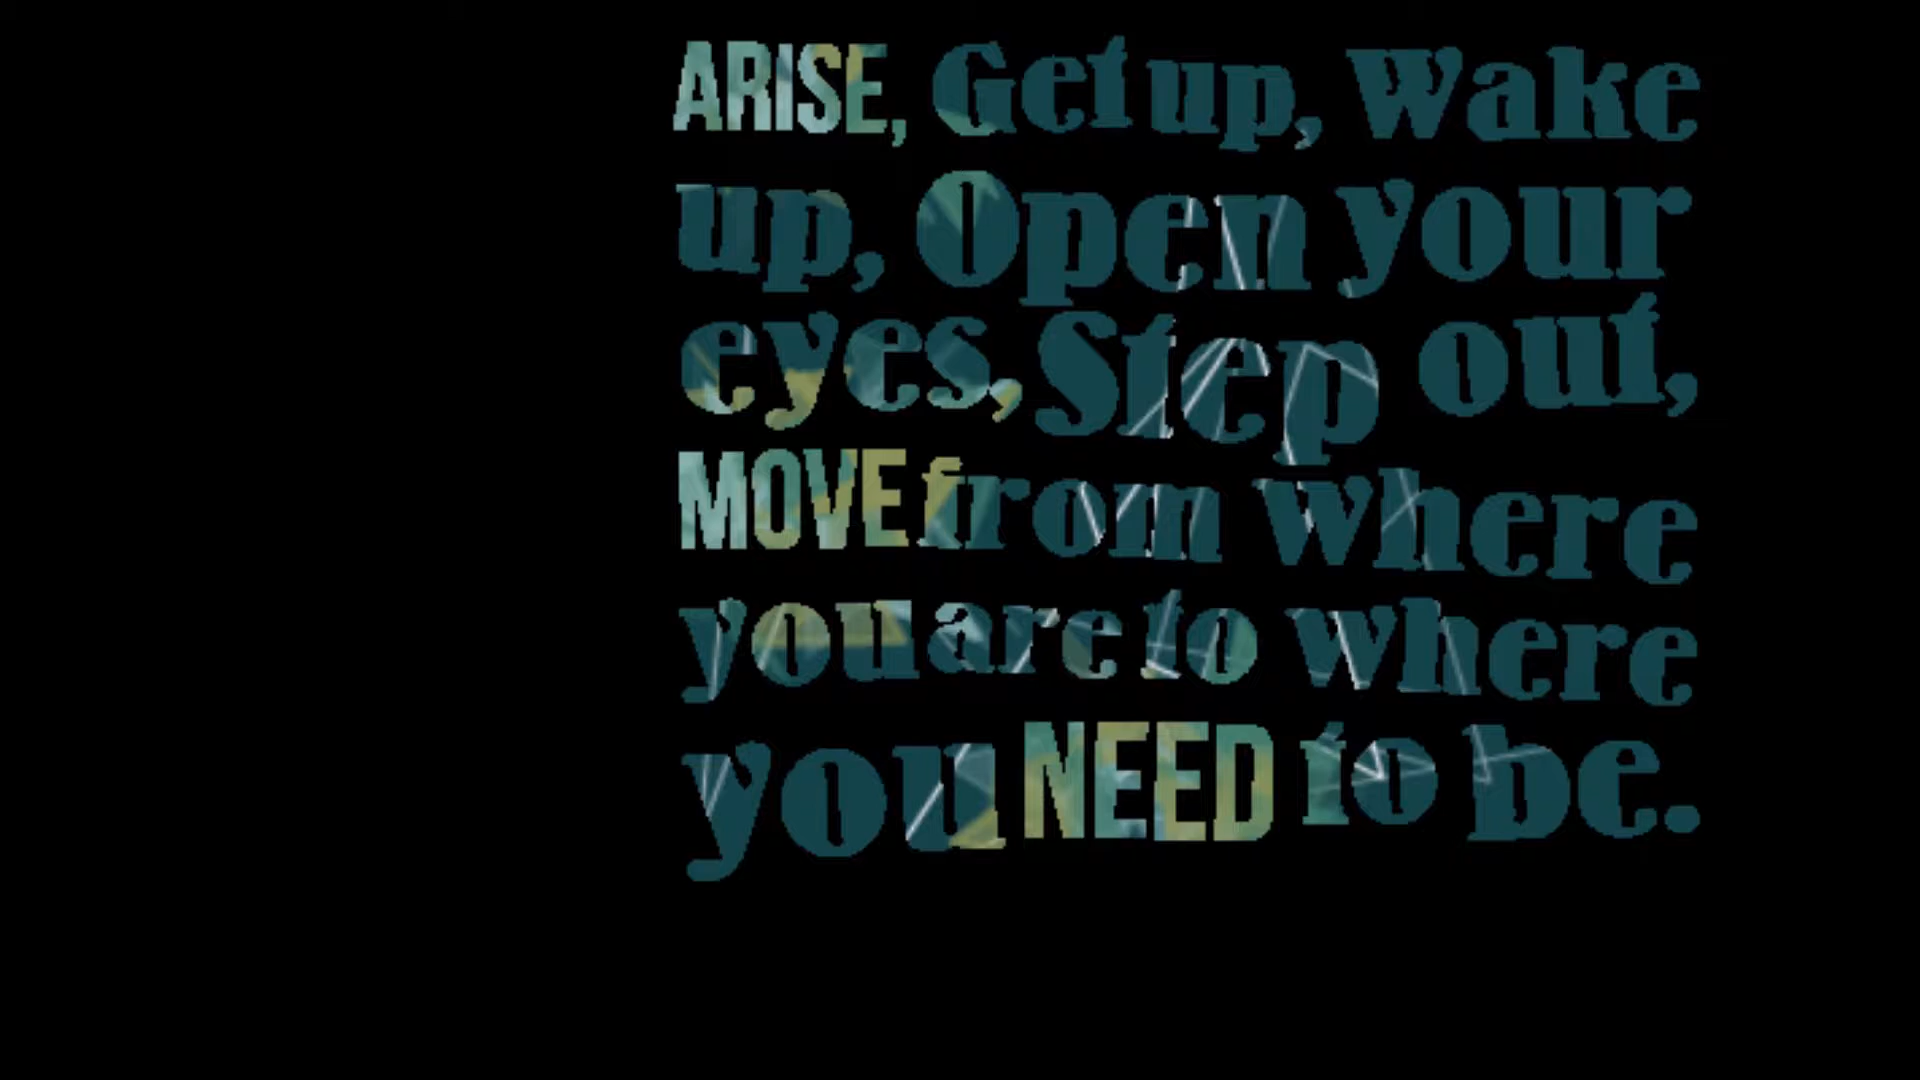 ARISE, Get up, Wake
up, Open your
eyes, Step out,
MOVE from where
you are to where
you NEED to be.